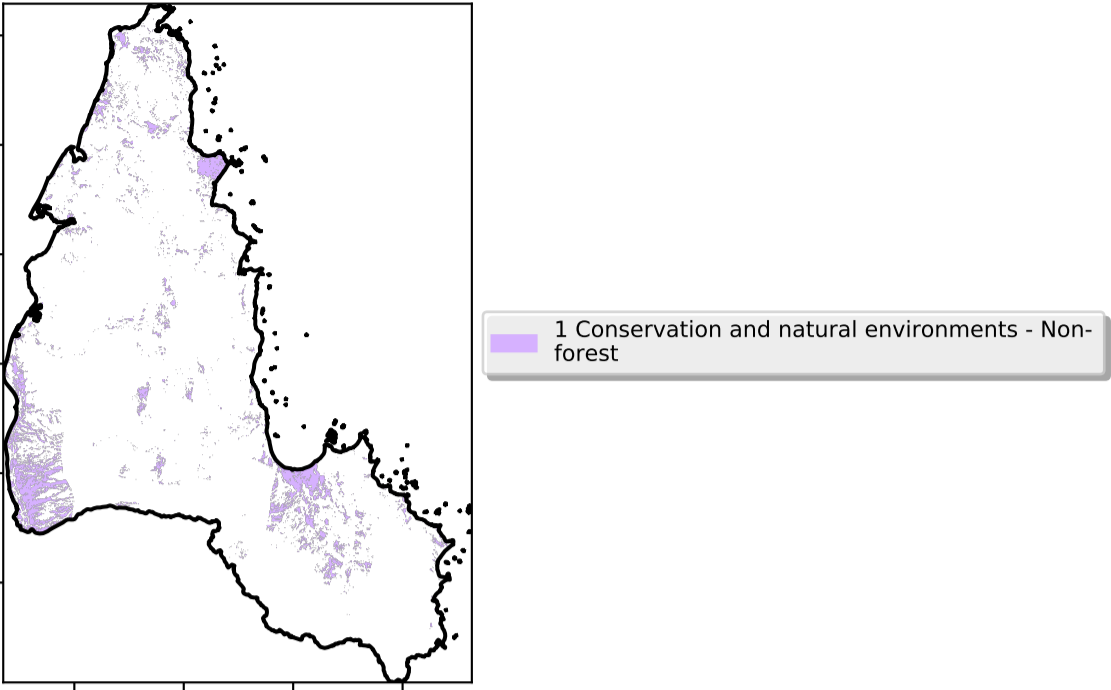 1 Conservation and natural environments - Non-
forest